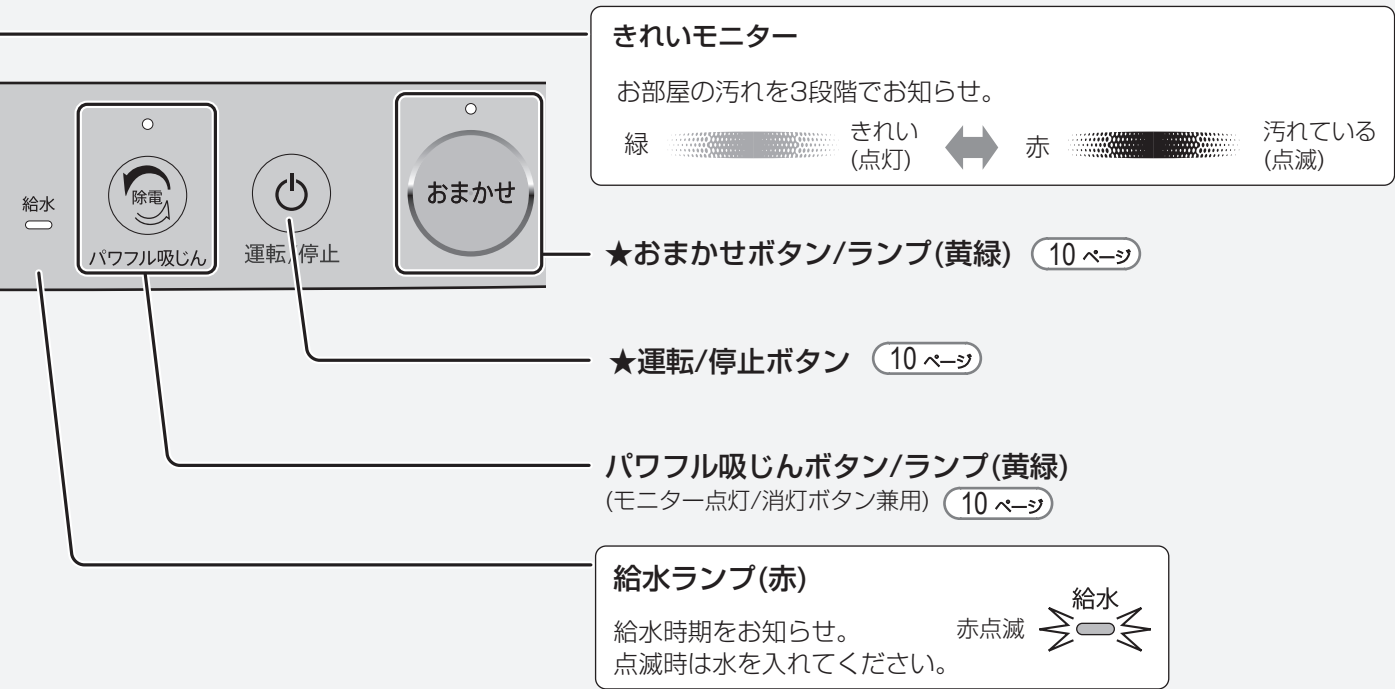 きれいモニター
お部屋の汚れを3段階でお知らせ。
緑 きれい (点灯) 赤 汚れている (点滅)
給水
除電
パワフル吸じん
運転/停止
おまかせ
★おまかせボタン/ランプ(黄緑) 10 ページ
★運転/停止ボタン 10 ページ
パワフル吸じんボタン/ランプ(黄緑)
(モニター点灯/消灯ボタン兼用) 10 ページ
給水ランプ(赤)
給水時期をお知らせ。
点滅時は水を入れてください。
赤点滅
給水